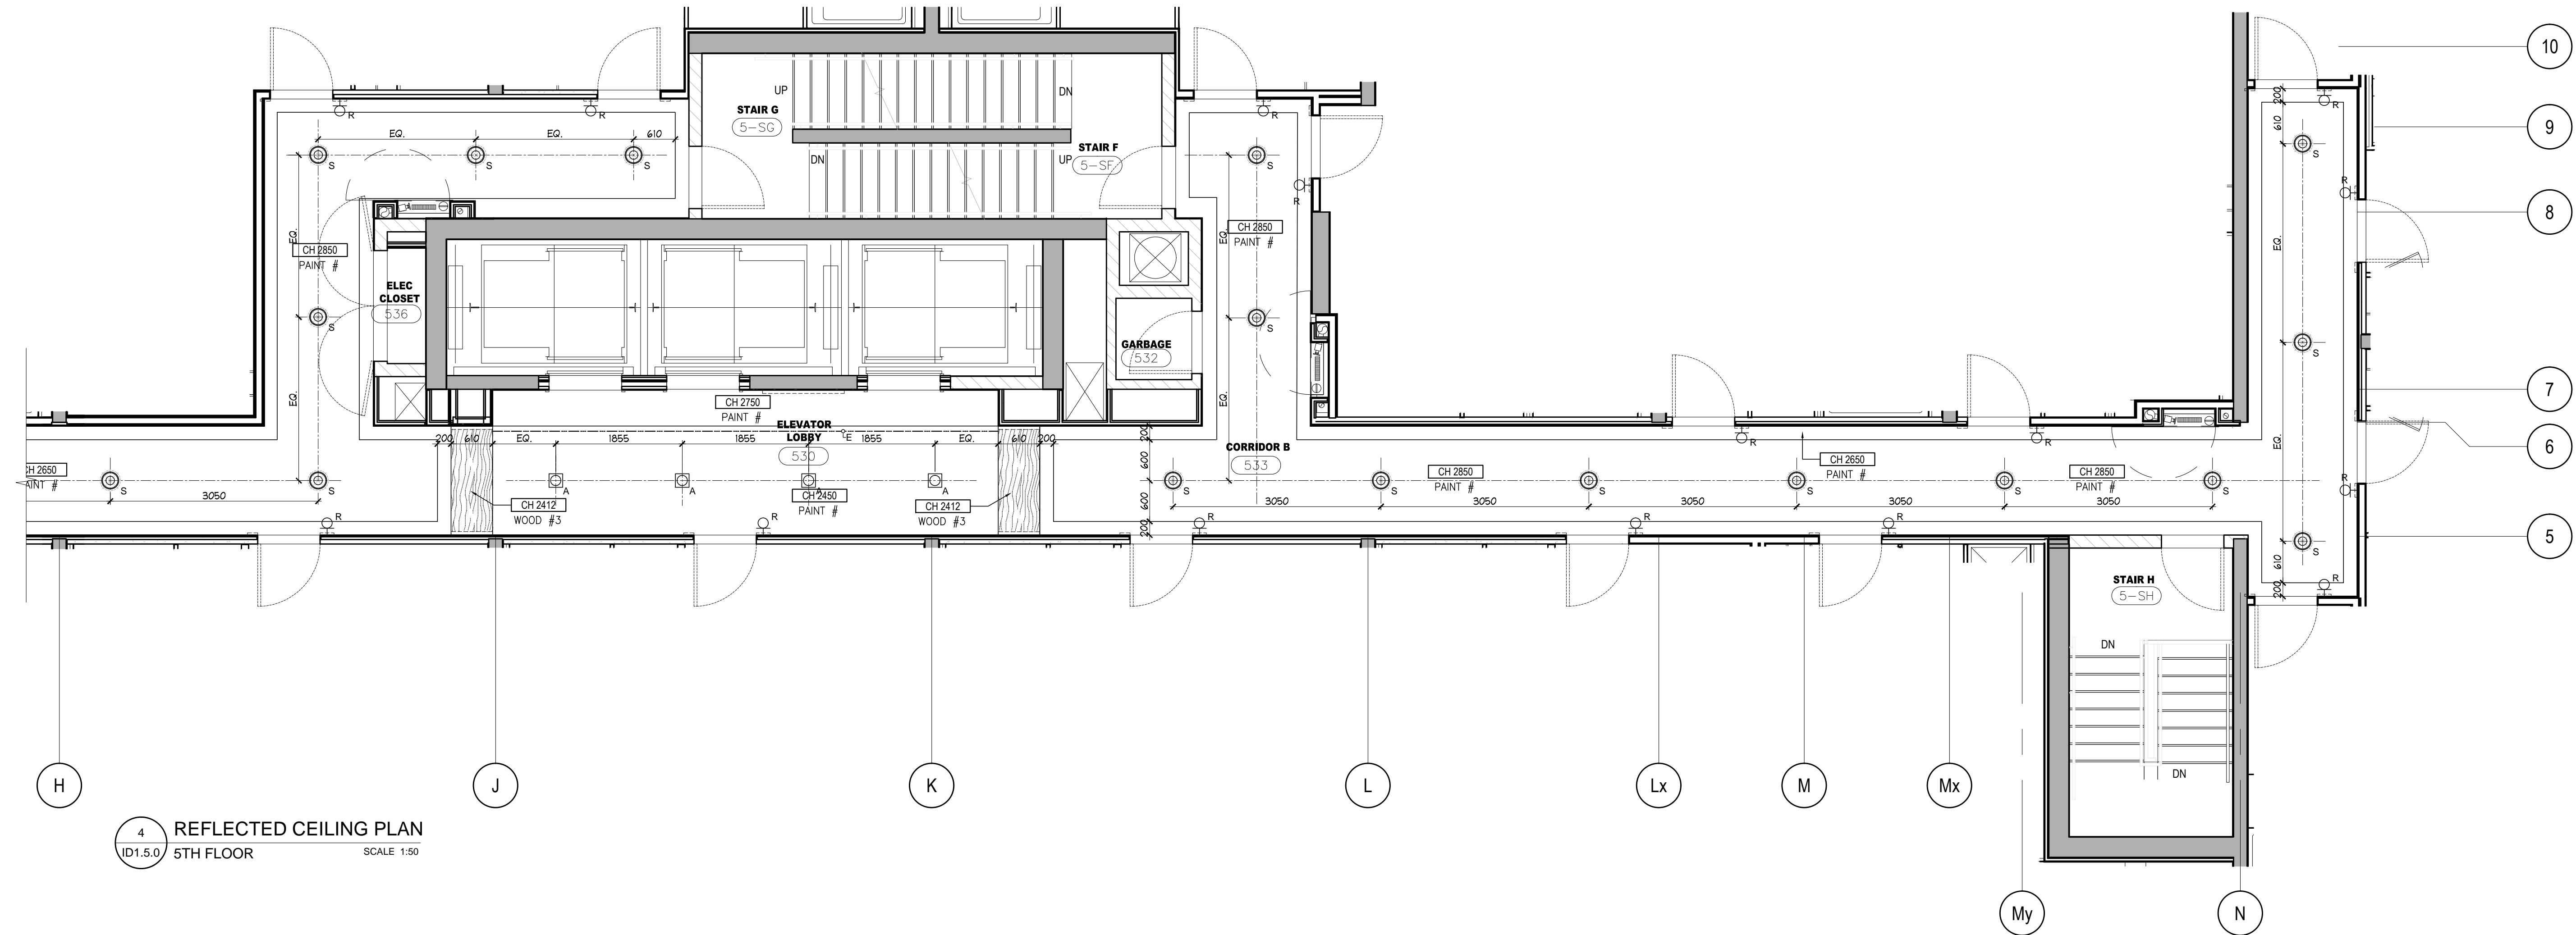 10
R
R
R
200
R
UP
DN
STAIR G
5-SG
9
EQ.
EQ.
610
610
S
S
S
DN
STAIR F
UP
5-SF
S
S
R
R
8
EQ.
CH 2850
PAINT #
EQ.
CH 2850
PAINT #
EQ.
ELEC
CLOSET
536
S
S
GARBAGE
532
S
7
EQ.
CH 2750
PAINT #
EQ.
EQ.
6
200
610
EQ.
1855
ELEVATOR
LOBBY
1855
E
1855
EQ.
610
200
200
R
R
530
CORRIDOR B
533
CH 2650
PAINT #
600
CH 2850
PAINT #
CH 2850
PAINT #
R
S
3050
S
A
A
A
A
CH 2450
PAINT #
CH 2412
WOOD #3
CH 2412
WOOD #3
S
S
S
S
S
S
3050
3050
3050
3050
3050
600
200
R
R
R
R
R
5
S
610
200
R
STAIR H
5-SH
DN
DN
H
J
K
L
Lx
M
Mx
4
ID1.5.0
REFLECTED CEILING PLAN
5TH FLOOR
SCALE 1:50
My
N